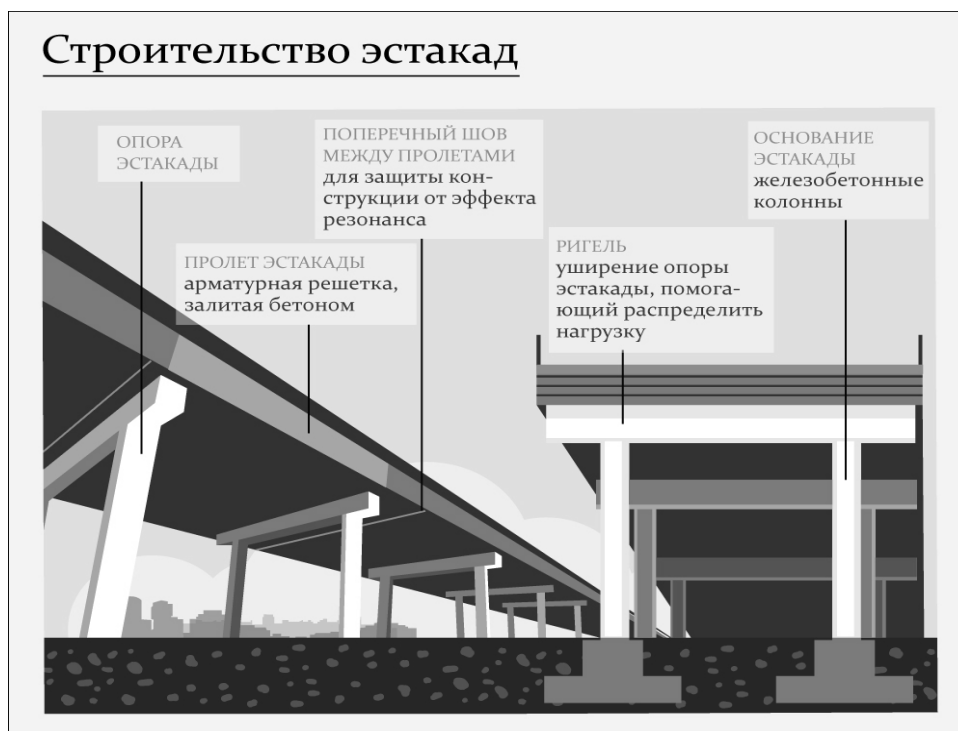 Строительство эстакад
ОПОРА
ЭСТАКАДЫ
ПОПЕРЕЧНЫЙ ШОВ
МЕЖДУ ПРОЛЕТАМИ
для защиты кон-
струкции от эффекта
резонанса
ОСНОВАНИЕ
ЭСТАКАДЫ
железобетонные
колонны
ПРОЛЕТ ЭСТАКАДЫ
арматурная решетка,
залитая бетоном
РИГЕЛЬ
уширение опоры
эстакады, помога-
ющий распределить
нагрузку